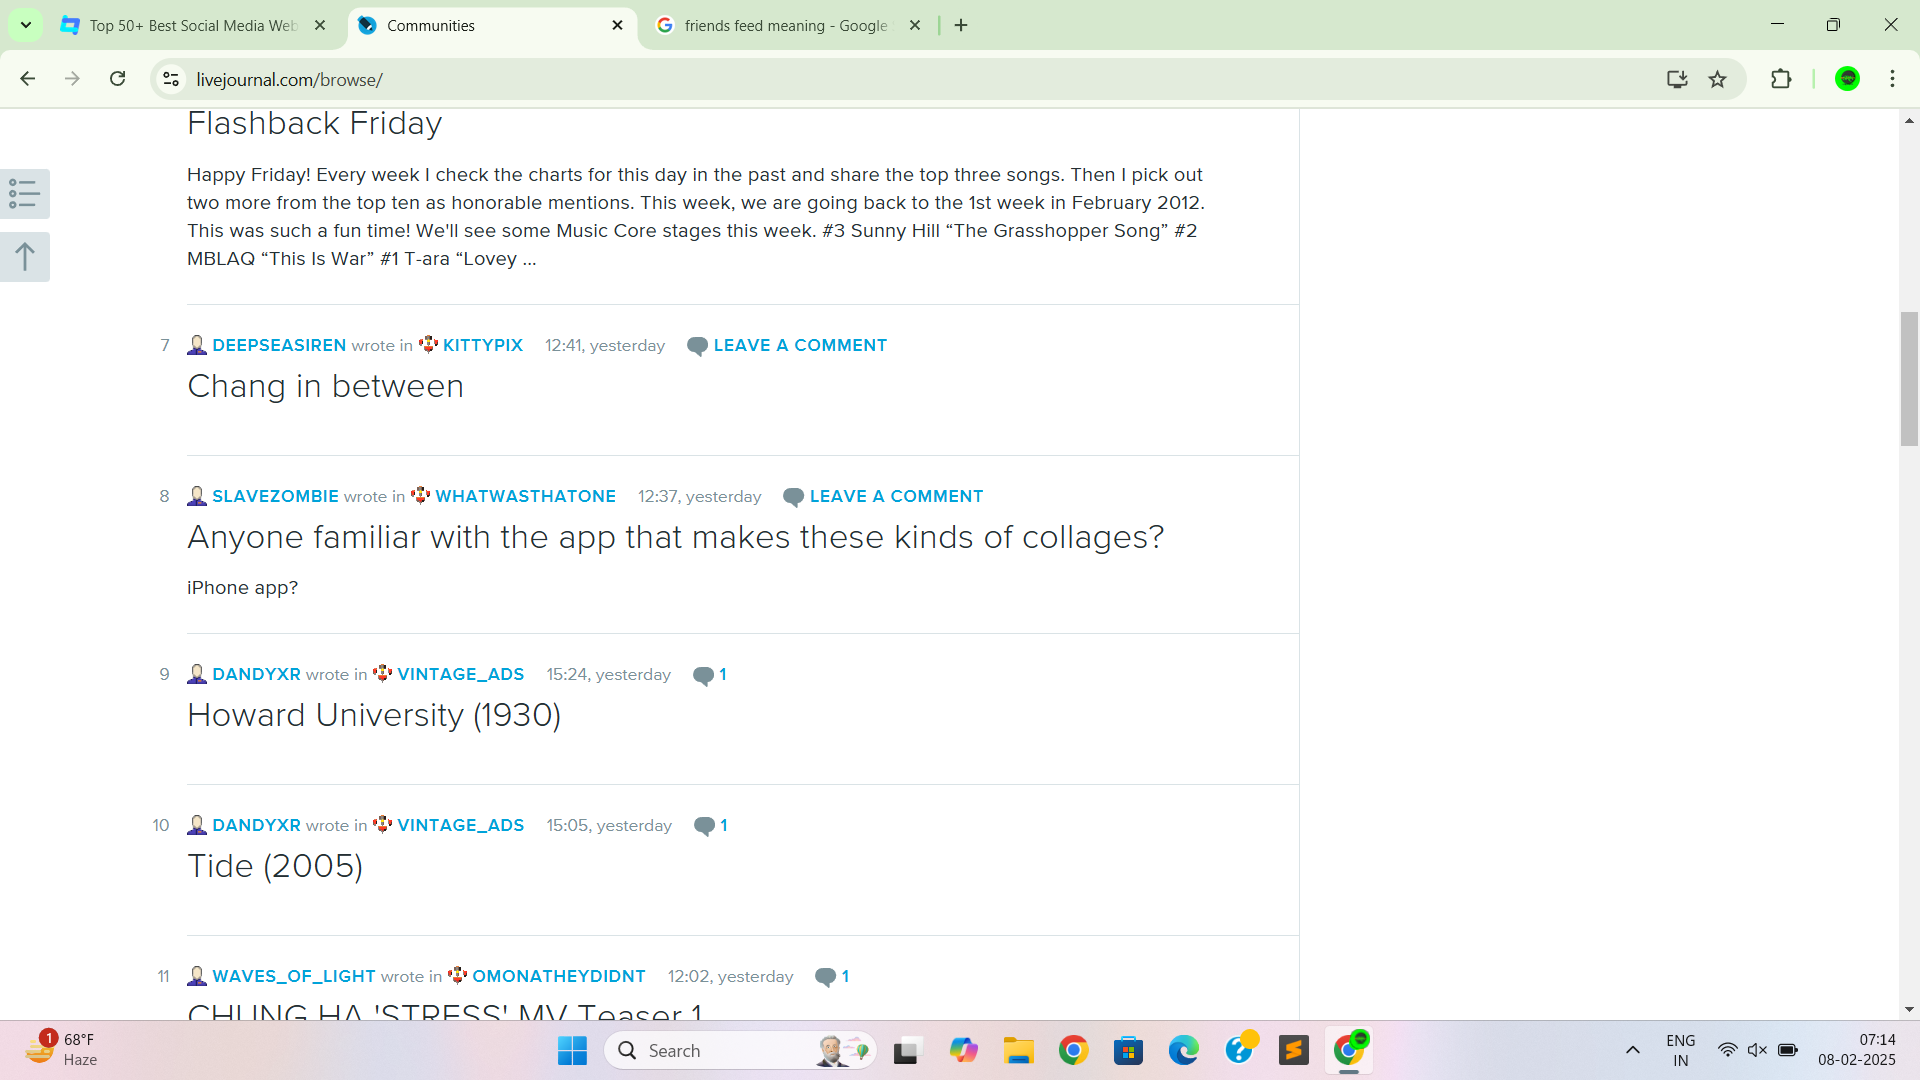 Top 50+ Best Social Media Web
Communities
friends feed meaning - Google
livejournal.com/browse/
Flashback Friday
Happy Friday! Every week I check the charts for this day in the past and share the top three songs. Then I pick out
two more from the top ten as honorable mentions. This week, we are going back to the 1st week in February 2012.
This was such a fun time! We'll see some Music Core stages this week. #3 Sunny Hill “The Grasshopper Song” #2
MBLAQ “This Is War” #1 T-ara “Lovey ...
7 DEEPSEASIREN wrote in KITTYPIX 12:41, yesterday LEAVE A COMMENT
Chang in between
8 SLAVEZOMBIE wrote in WHATWASTHATONE 12:37, yesterday LEAVE A COMMENT
Anyone familiar with the app that makes these kinds of collages?
iPhone app?
9 DANDYXR wrote in VINTAGE_ADS 15:24, yesterday 1
Howard University (1930)
10 DANDYXR wrote in VINTAGE_ADS 15:05, yesterday 1
Tide (2005)
11 WAVES_OF_LIGHT wrote in OMONATHEYDIDNT 12:02, yesterday 1
CHUNG HA 'STRESS' MV Teaser 1
1 68°F
Haze
Search
ENG
IN
07:14
08-02-2025